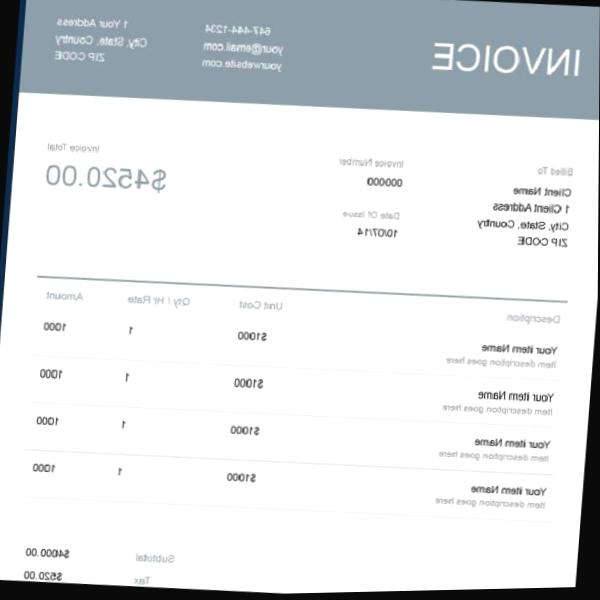 INVOICE
647-444-1234
your@email.com
yourwebsite.com
1 Your Address
City, State, Country
ZIP CODE
Billed To
Client Name
1 Client Address
City, State, Country
ZIP CODE
Invoice Number
000000
Date Of Issue
10/07/14
Invoice Total
$4520.00
Description Unit Cost Qty / Hr Rate Amount
Your item Name $1000 1 1000
Item description goes here
Your item Name $1000 1 1000
Item description goes here
Your item Name $1000 1 1000
Item description goes here
Your item Name $1000 1 1000
Item description goes here
Subtotal $4000.00
Tax $520.00